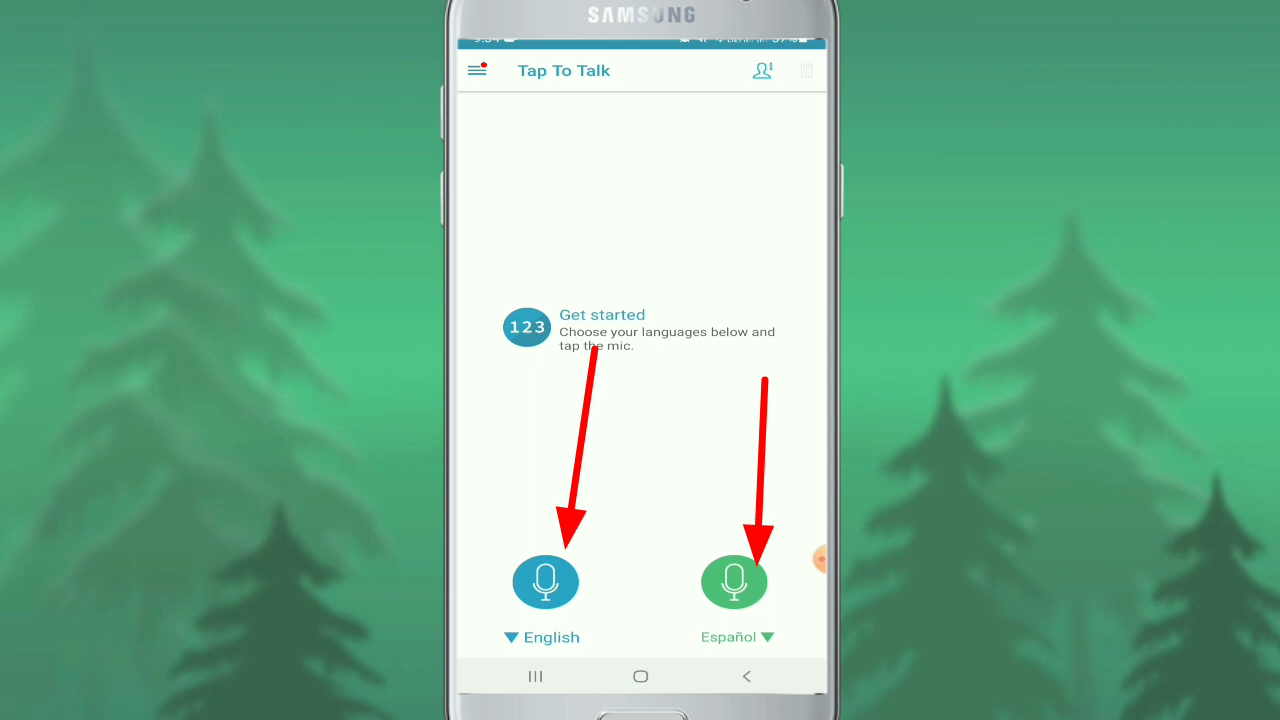 SAMSUNG
Tap To Talk
123
Get started
Choose your languages below and
tap the mic.
English
Español